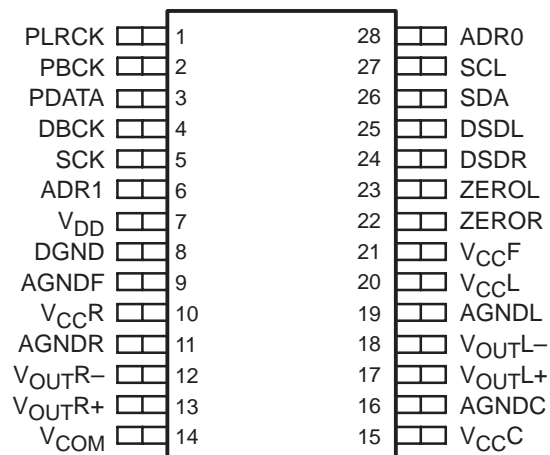 PLRCK 1 28 ADR0
PBCK 2 27 SCL
PDATA 3 26 SDA
DBCK 4 25 DSDL
SCK 5 24 DSDR
ADR1 6 23 ZEROL
VDD 7 22 ZEROR
DGND 8 21 VCCF
AGNDF 9 20 VCCL
VCCR 10 19 AGNDL
AGNDR 11 18 VOUTL–
VOUTR– 12 17 VOUTL+
VOUTR+ 13 16 AGNDC
VCOM 14 15 VCCC